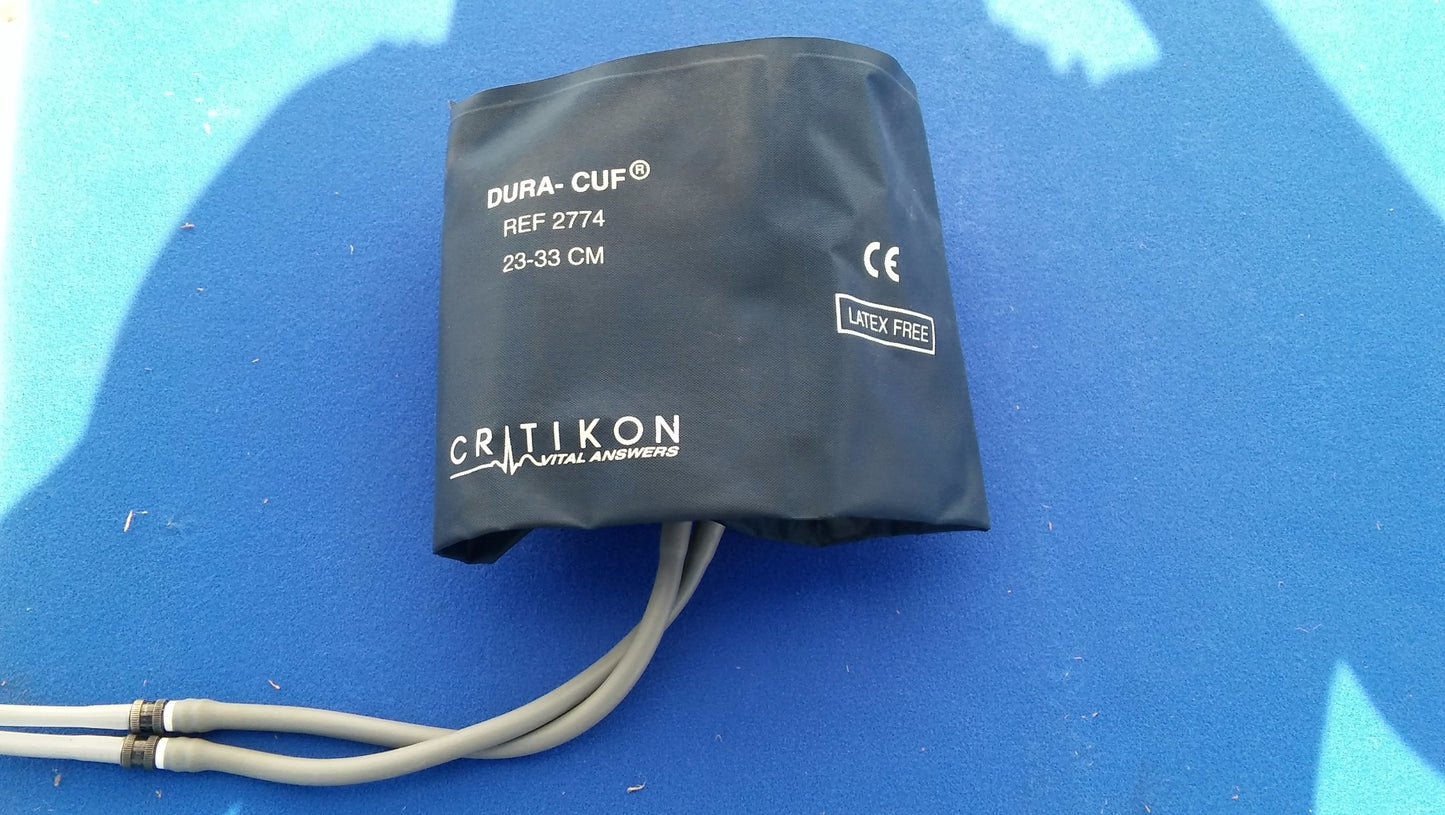 DURA- CUF®
REF 2774
23-33 CM
CE
LATEX FREE
CRITIKON
VITAL ANSWERS